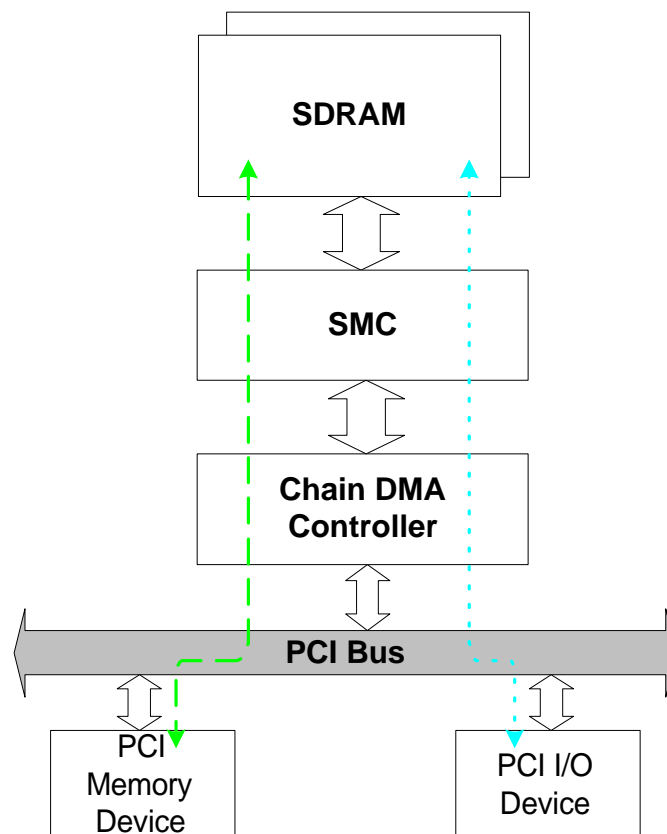 SDRAM
SMC
Chain DMA
Controller
PCI Bus
PCI
Memory
Device
PCI I/O
Device